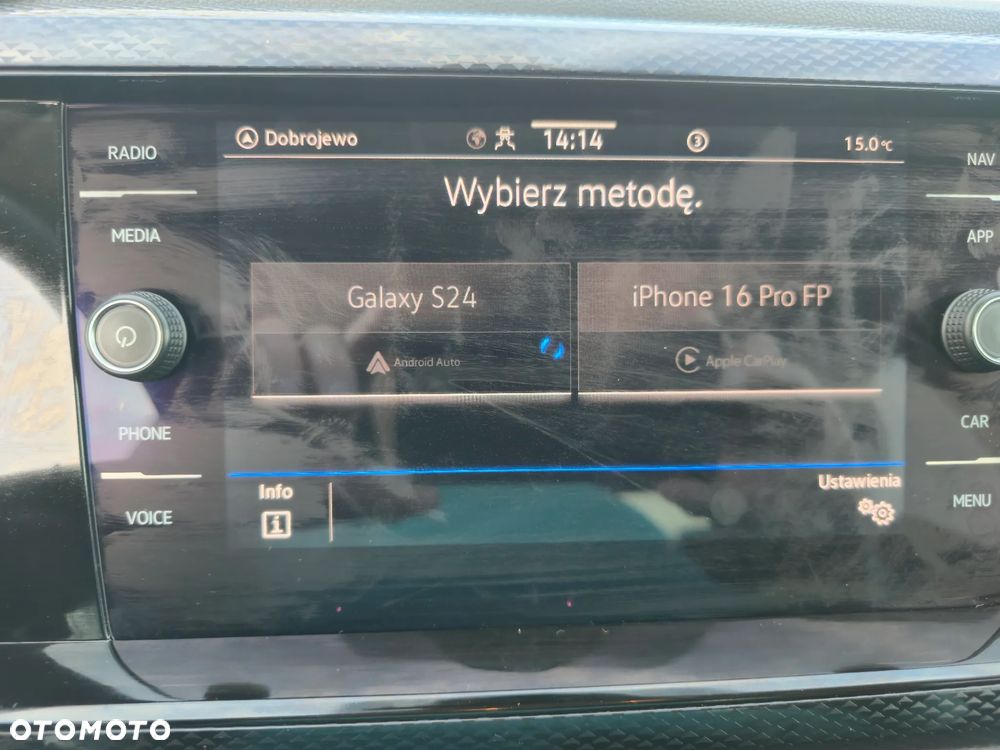 RADIO
MEDIA
PHONE
VOICE
Dobrojewo
14:14
3
15.0°C
Wybierz metodę.
Galaxy S24
Android Auto
iPhone 16 Pro FP
Apple CarPlay
Info
Ustawienia
NAV
APP
CAR
MENU
OTOMOTO